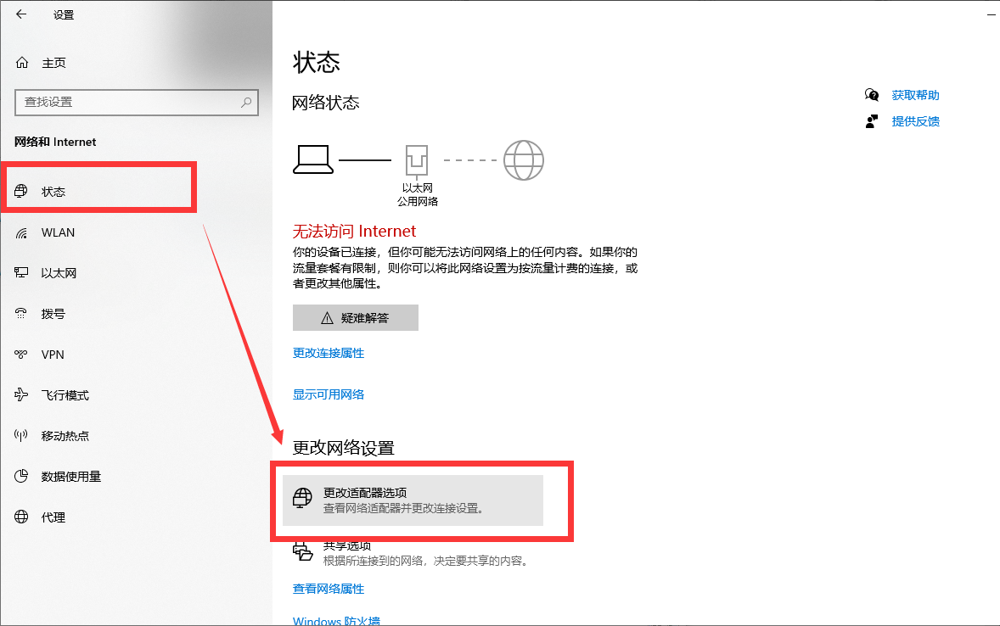 设置
主页
查找设置
网络和 Internet
状态
WLAN
以太网
拨号
VPN
飞行模式
移动热点
数据使用量
代理
状态
网络状态
以太网
公用网络
无法访问 Internet
你的设备已连接，但你可能无法访问网络上的任何内容。如果你的
流量套餐有限制，则你可以将此网络设置为按流量计费的连接，或
者更改其他属性。
疑难解答
更改连接属性
显示可用网络
更改网络设置
更改适配器选项
查看网络适配器并更改连接设置。
共享选项
根据所连接到的网络，决定要共享的内容。
查看网络属性
Windows 防火墙
获取帮助
提供反馈